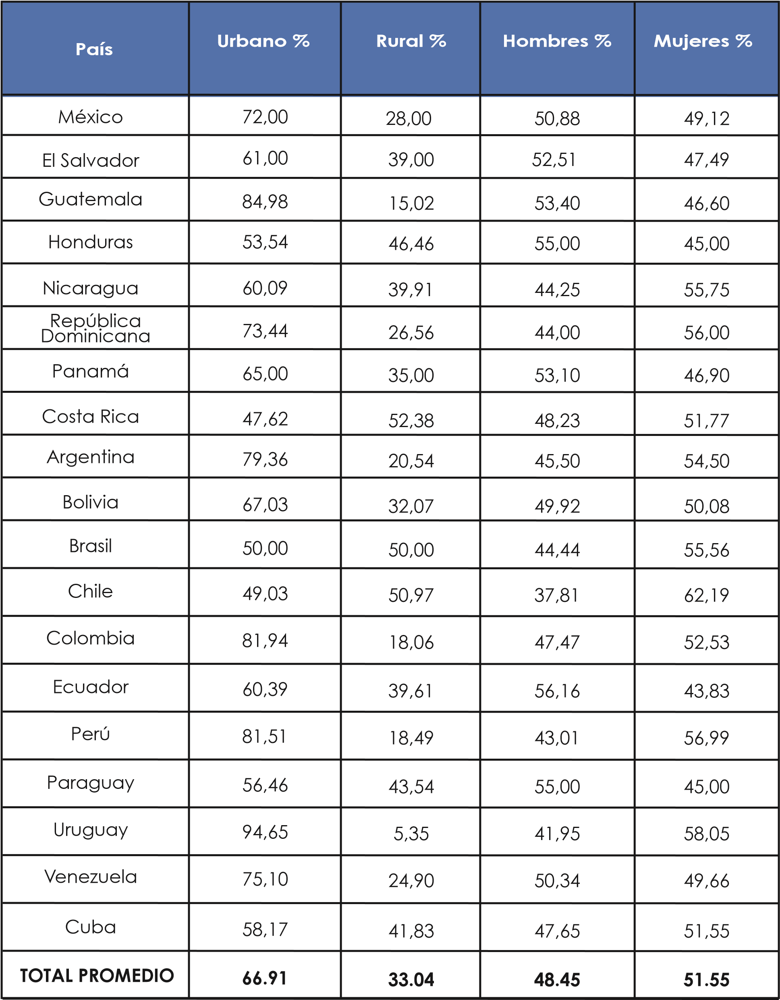 País Urbano % Rural % Hombres % Mujeres %
México 72,00 28,00 50,88 49,12
El Salvador 61,00 39,00 52,51 47,49
Guatemala 84,98 15,02 53,40 46,60
Honduras 53,54 46,46 55,00 45,00
Nicaragua 60,09 39,91 44,25 55,75
República
Dominicana 73,44 26,56 44,00 56,00
Panamá 65,00 35,00 53,10 46,90
Costa Rica 47,62 52,38 48,23 51,77
Argentina 79,36 20,54 45,50 54,50
Bolivia 67,03 32,07 49,92 50,08
Brasil 50,00 50,00 44,44 55,56
Chile 49,03 50,97 37,81 62,19
Colombia 81,94 18,06 47,47 52,53
Ecuador 60,39 39,61 56,16 43,83
Perú 81,51 18,49 43,01 56,99
Paraguay 56,46 43,54 55,00 45,00
Uruguay 94,65 5,35 41,95 58,05
Venezuela 75,10 24,90 50,34 49,66
Cuba 58,17 41,83 47,65 51,55
TOTAL PROMEDIO 66.91 33.04 48.45 51.55